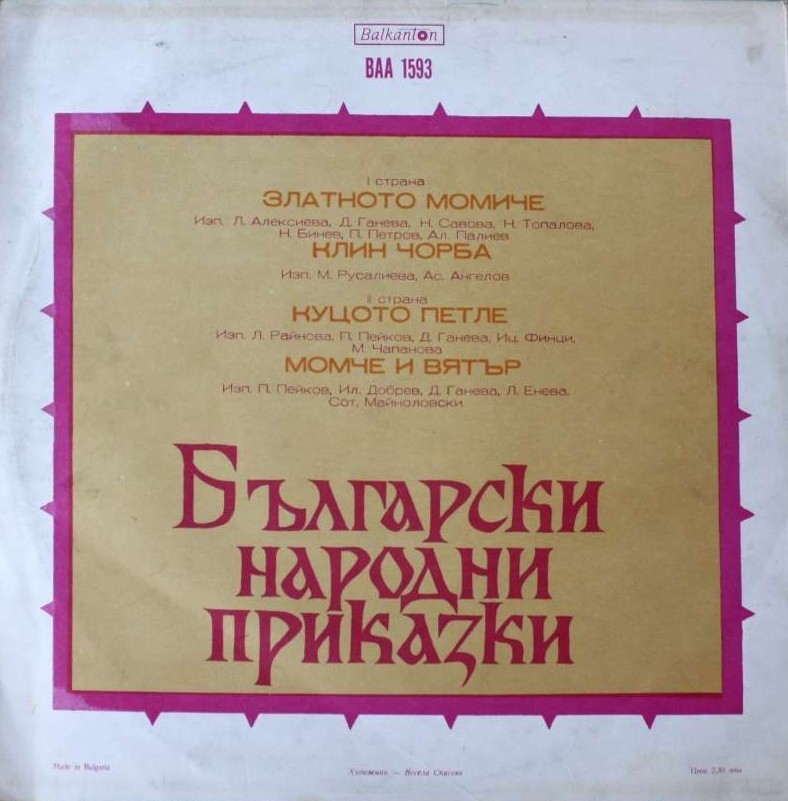 Balkanton
ВАА 1593
I страна
ЗЛАТНОТО МОМИЧЕ
Изп. Л. Алексиева, Д. Ганева, Н. Савова, Н. Топалова,
Н. Бинев, П. Петров, Ал. Палиев
КЛИН ЧОРБА
Изп. М. Русалиева, Ас. Ангелов
II страна
КУЦОТО ПЕТЛЕ
Изп. Л. Райнова, П. Пейков, Д. Ганева, Иц. Финци,
М. Чапанова
МОМЧЕ И ВЯТЪР
Изп. П. Пейков, Ил. Добрев, Д. Ганева, Л. Енева,
Сот. Майноловски
Български
народни
приказки
Made in Bulgaria
Художник — Весела Спасова
Цена 2,30 лева